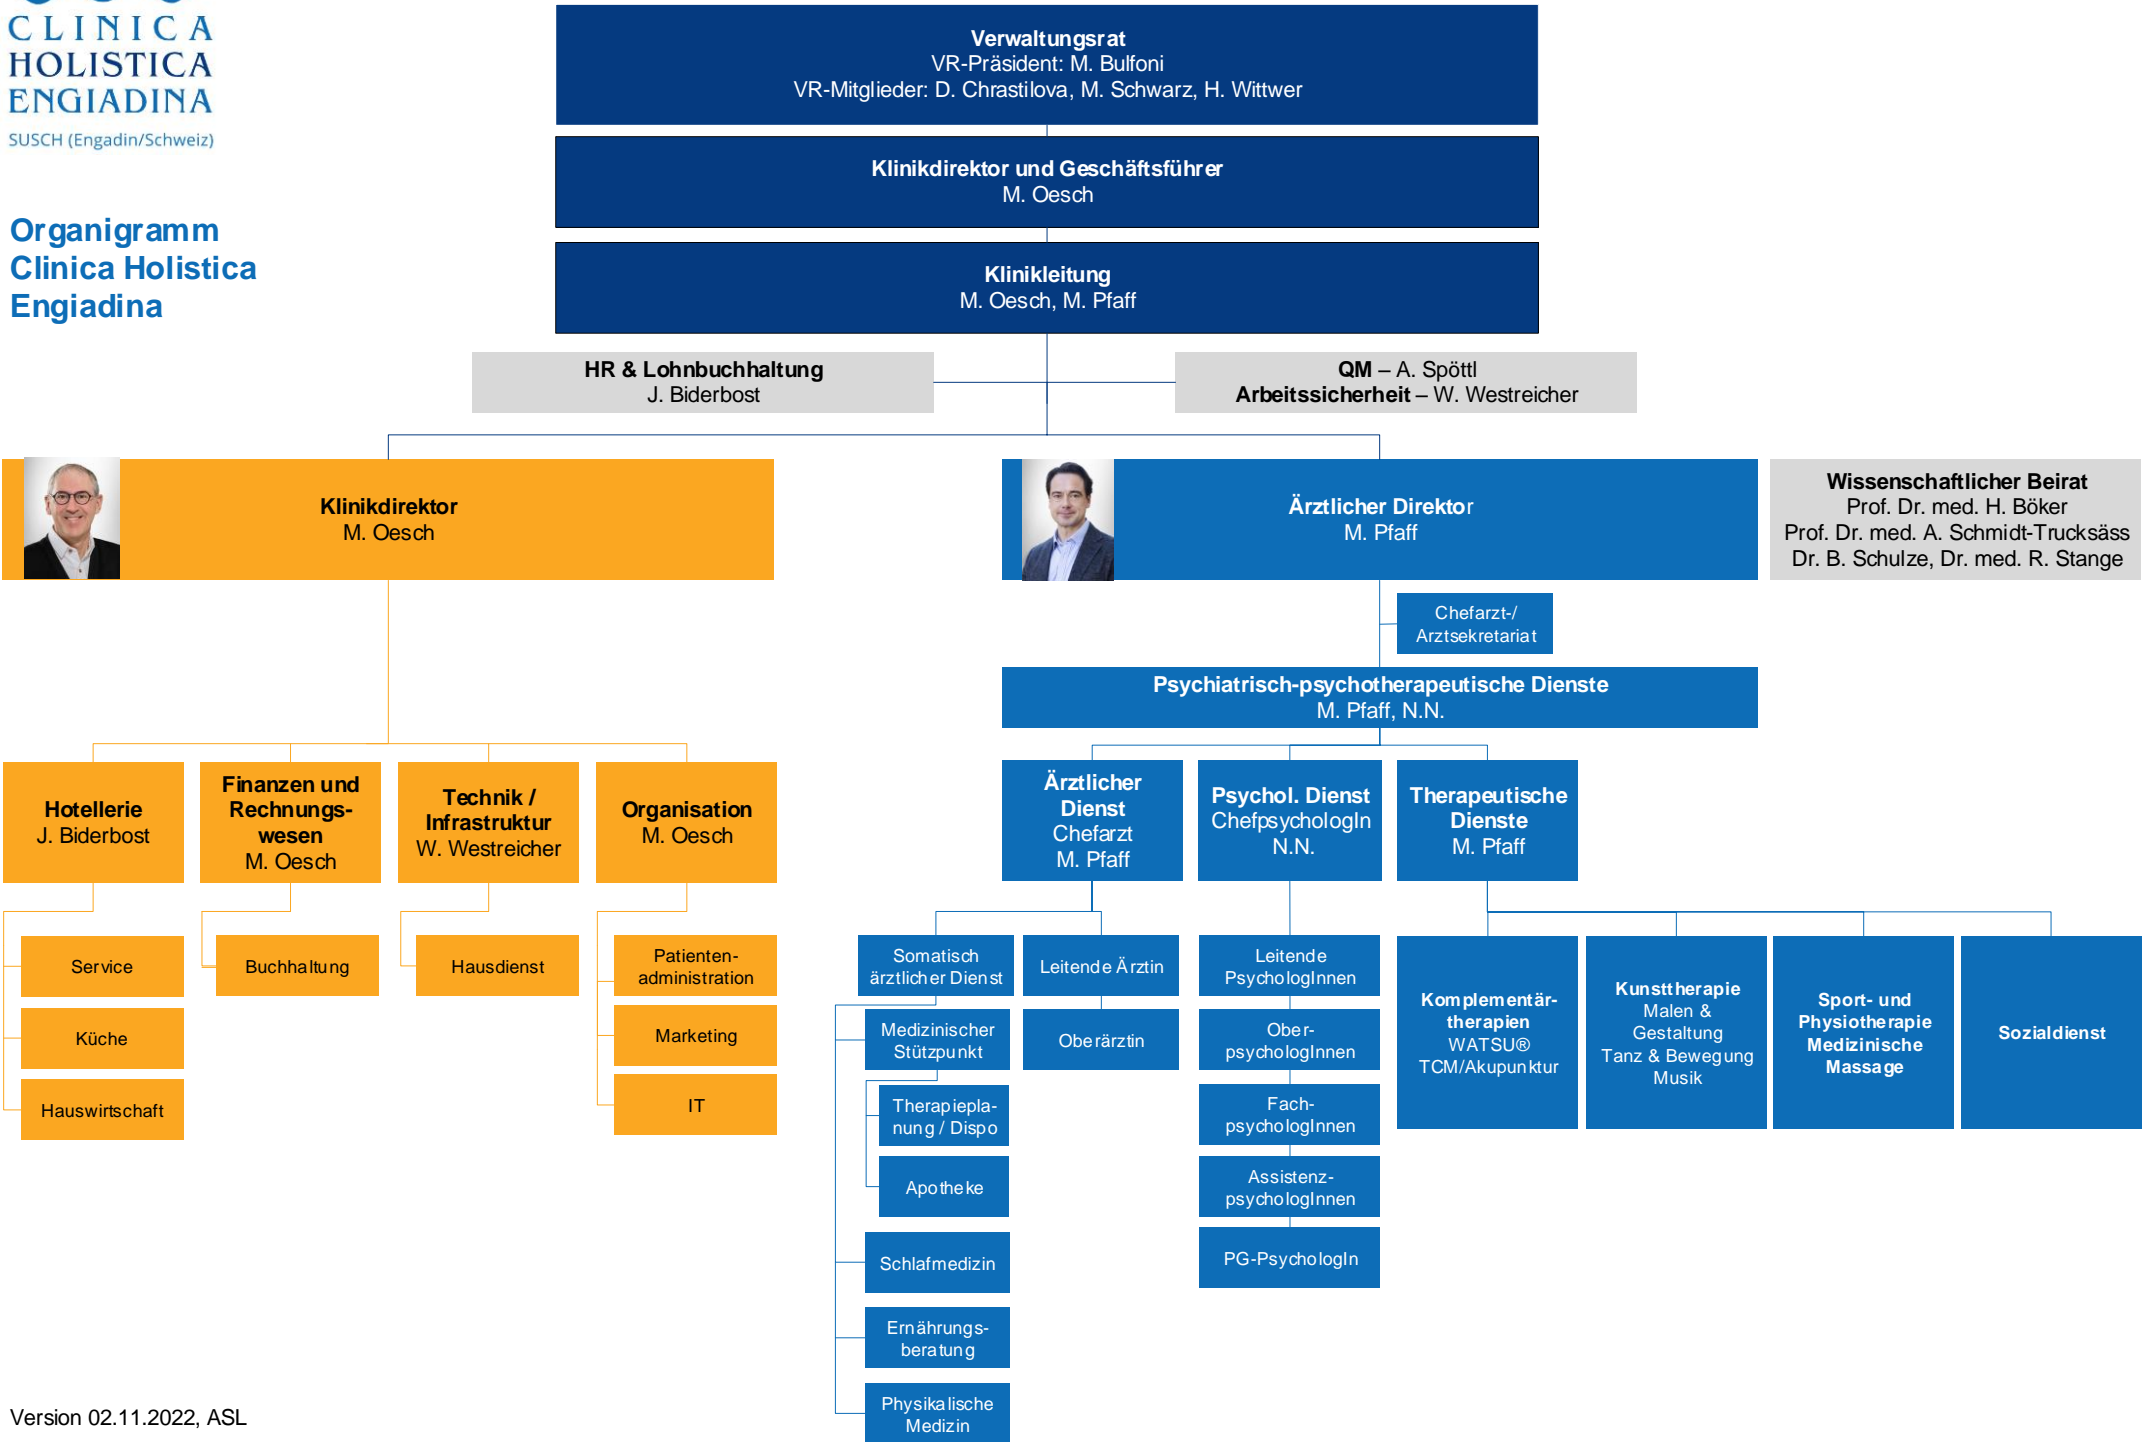 CLINICA
HOLISTICA
ENGIADINA
SUSCH (Engadin/Schweiz)
Organigramm
Clinica Holistica
Engiadina
Verwaltungsrat
VR-Präsident: M. Bulfoni
VR-Mitglieder: D. Chrastilova, M. Schwarz, H. Wittwer
Klinikdirektor und Geschäftsführer
M. Oesch
Klinikleitung
M. Oesch, M. Pfaff
HR & Lohnbuchhaltung
J. Biderbost
QM – A. Spöttl
Arbeitssicherheit – W. Westreicher
Klinikdirektor
M. Oesch
Ärztlicher Direktor
M. Pfaff
Wissenschaftlicher Beirat
Prof. Dr. med. H. Böker
Prof. Dr. med. A. Schmidt-Trucksäss
Dr. B. Schulze, Dr. med. R. Stange
Chefarzt-/
Arztsekretariat
Psychiatrisch-psychotherapeutische Dienste
M. Pfaff, N.N.
Hotellerie
J. Biderbost
Finanzen und
Rechnungs-
wesen
M. Oesch
Technik /
Infrastruktur
W. Westreicher
Organisation
M. Oesch
Ärztlicher
Dienst
Chefarzt
M. Pfaff
Psychol. Dienst
ChefpsychologIn
N.N.
Therapeutische
Dienste
M. Pfaff
Service
Küche
Hauswirtschaft
Buchhaltung
Hausdienst
Patienten-
administration
Marketing
IT
Somatisch
ärztlicher Dienst
Medizinischer
Stützpunkt
Therapiepla-
nung / Dispo
Apotheke
Schlafmedizin
Ernährungs-
beratung
Physikalische
Medizin
Leitende Ärztin
Oberärztin
Leitende
PsychologInnen
Ober-
psychologInnen
Fach-
psychologInnen
Assistenz-
psychologInnen
PG-PsychologIn
Komplementär-
therapien
WATSU®
TCM/Akupunktur
Kunsttherapie
Malen &
Gestaltung
Tanz & Bewegung
Musik
Sport- und
Physiotherapie
Medizinische
Massage
Sozialdienst
Version 02.11.2022, ASL